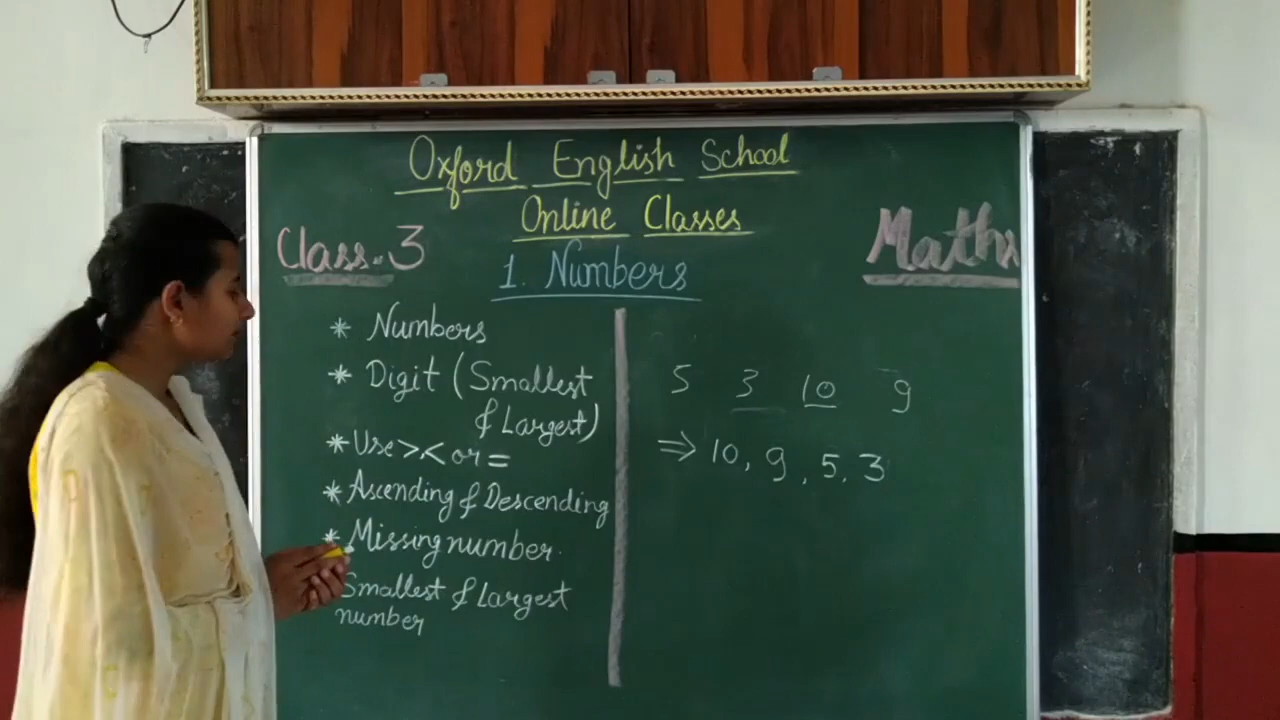 Oxford English School
Online Classes
Class-3
Maths
1. Numbers
* Numbers
* Digit (Smallest
& Largest)
* Use >, < or =
* Ascending & Descending
* Missing number.
Smallest & Largest
number
5 3 10 9
⇒ 10, 9, 5, 3